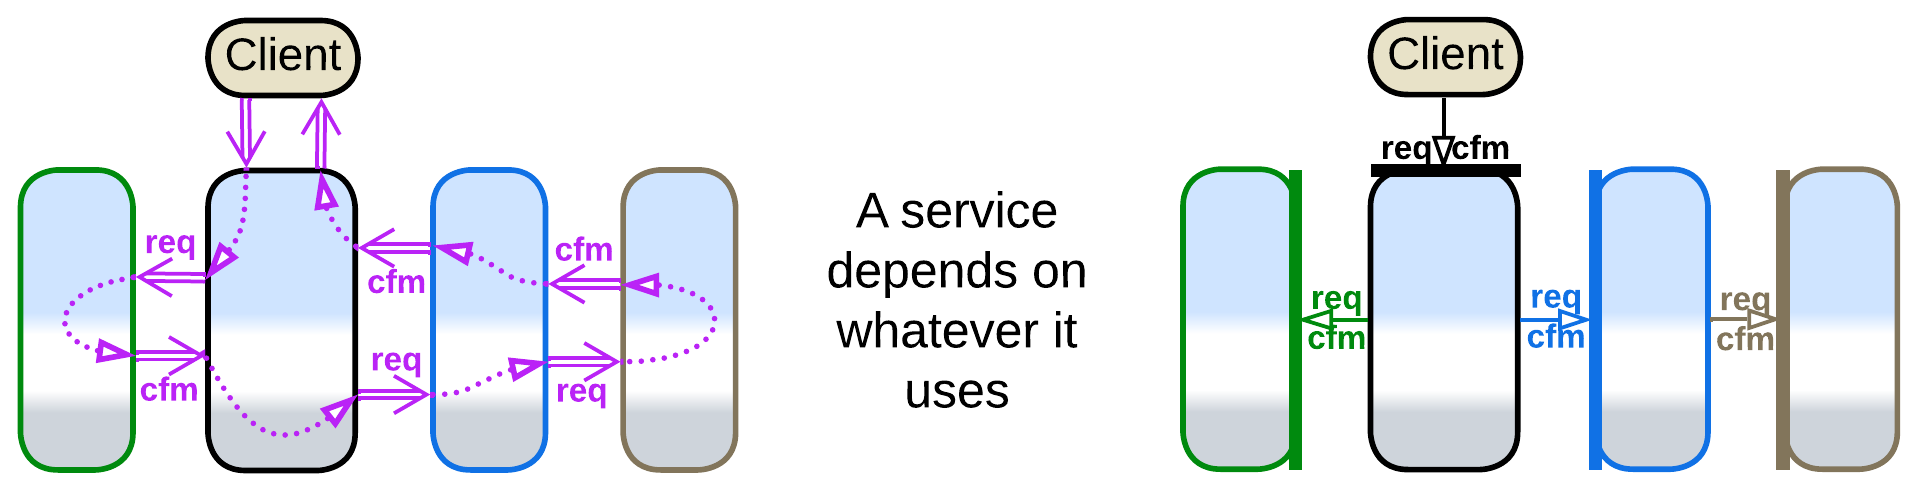 Client
req
cfm
cfm
cfm
req
req
cfm
A service
depends on
whatever it
uses
Client
req cfm
req
cfm
req
cfm
req
cfm